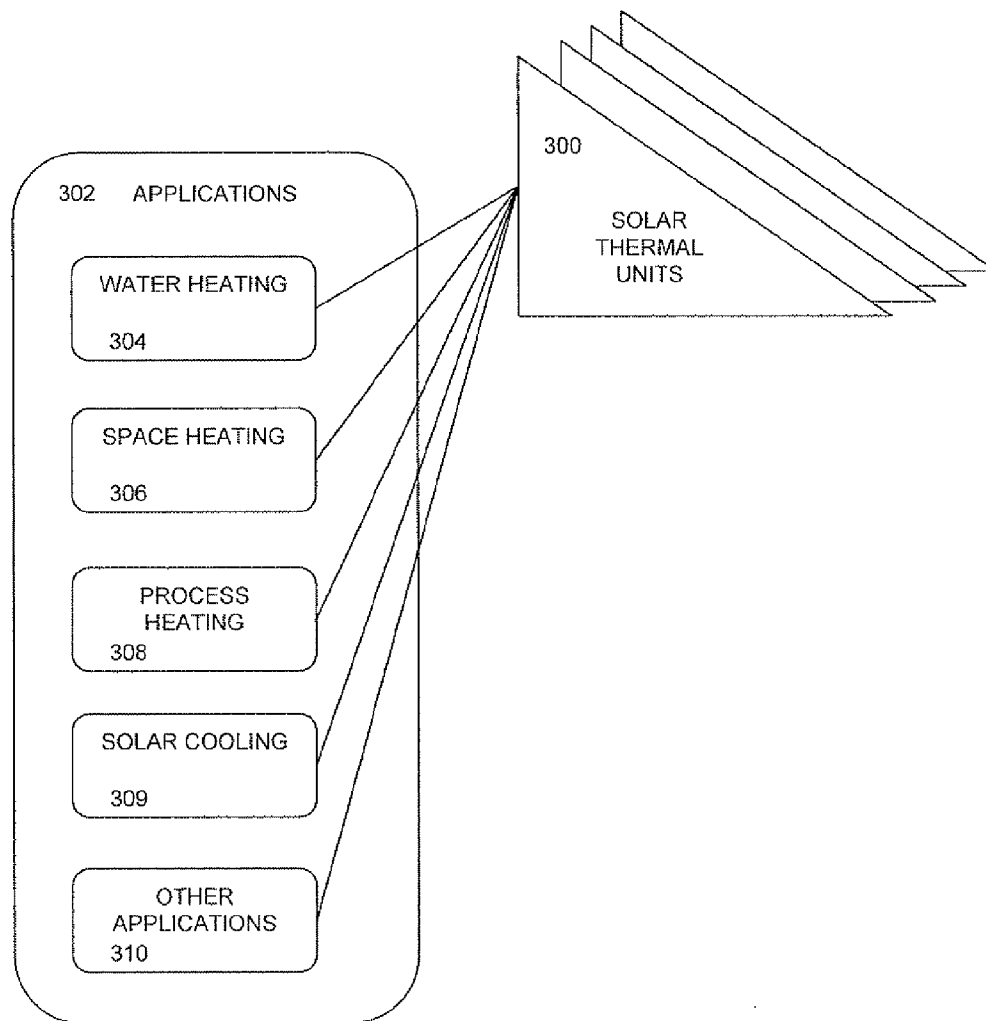 302 APPLICATIONS
WATER HEATING
304
SPACE HEATING
306
PROCESS
HEATING
308
SOLAR COOLING
309
OTHER
APPLICATIONS
310
300
SOLAR
THERMAL
UNITS